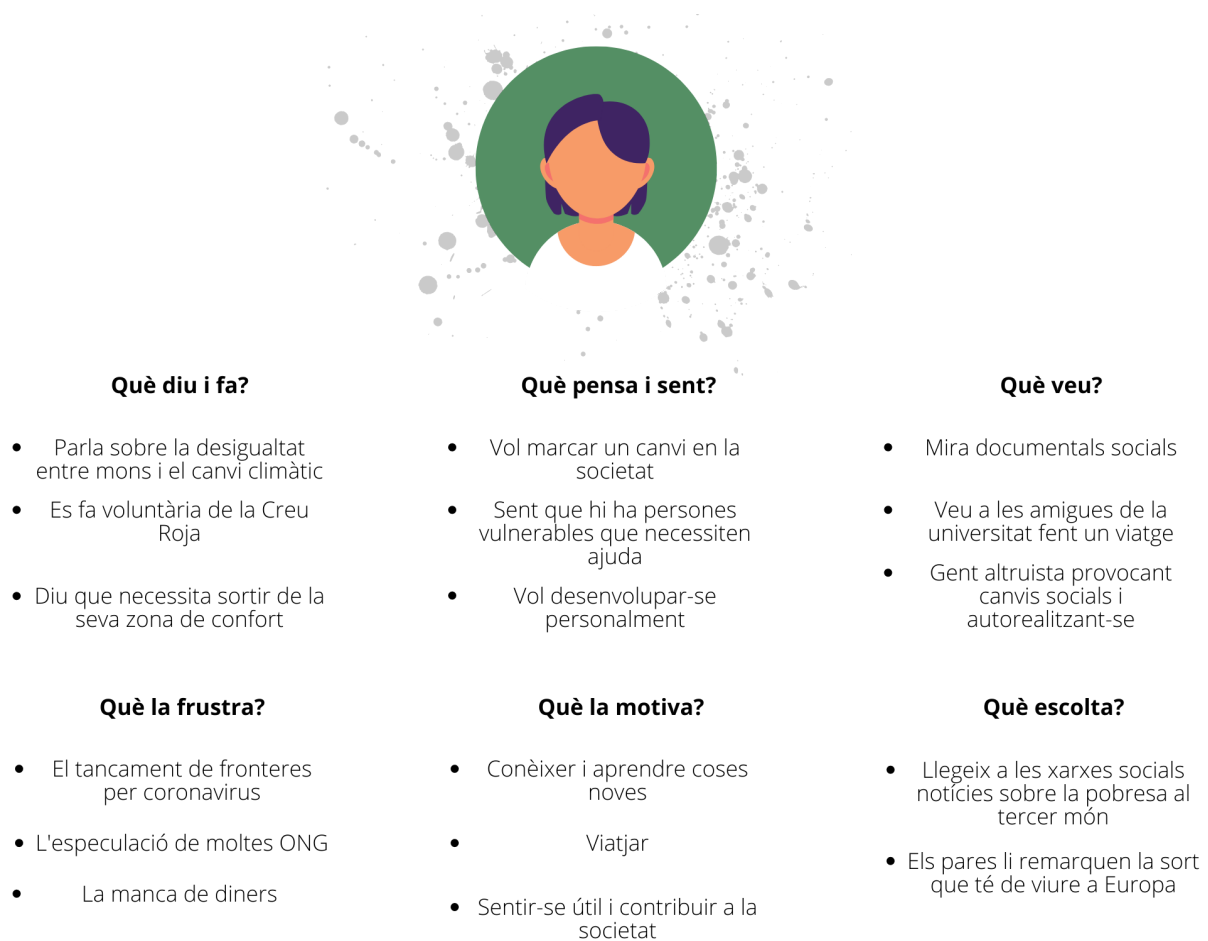 Què diu i fa?
• Parla sobre la desigualtat
entre mons i el canvi climàtic
• Es fa voluntària de la Creu
Roja
• Diu que necessita sortir de la
seva zona de confort
Què pensa i sent?
• Vol marcar un canvi en la
societat
• Sent que hi ha persones
vulnerables que necessiten
ajuda
• Vol desenvolupar-se
personalment
Què veu?
• Mira documentals socials
• Veu a les amigues de la
universitat fent un viatge
• Gent altruista provocant
canvis socials i
autorealitzant-se
Què la frustra?
• El tancament de fronteres
per coronavirus
• L'especulació de moltes ONG
• La manca de diners
Què la motiva?
• Conèixer i aprendre coses
noves
• Viatjar
• Sentir-se útil i contribuir a la
societat
Què escolta?
• Llegeix a les xarxes socials
notícies sobre la pobresa al
tercer món
• Els pares li remarquen la sort
que té de viure a Europa